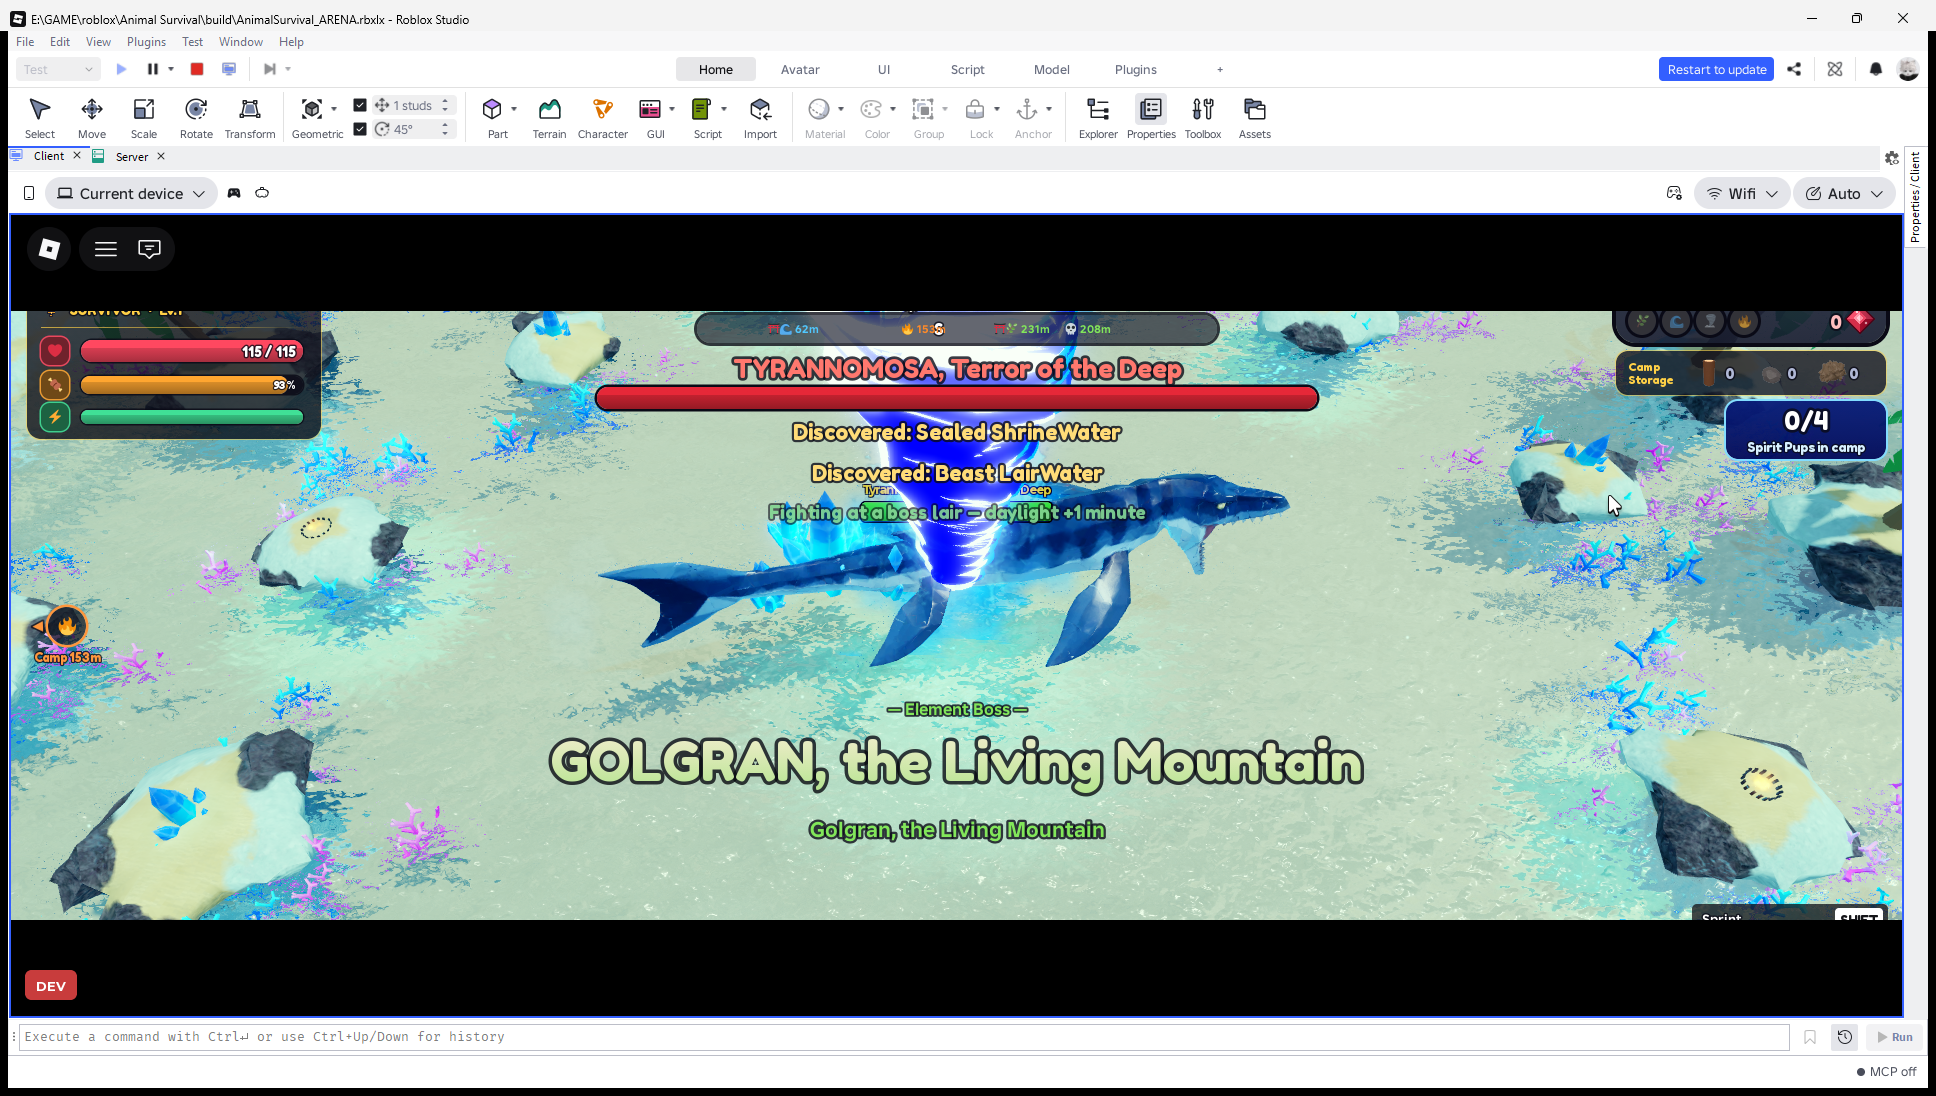 E:\GAME\roblox\Animal Survival\build\AnimalSurvival_ARENA.rbxlx - Roblox Studio
File Edit View Plugins Test Window Help
Test
Home Avatar UI Script Model Plugins +
Restart to update
Select Move Scale Rotate Transform Geometric
1 studs
45°
Part Terrain Character GUI Script Import
Material Color Group Lock Anchor
Explorer Properties Toolbox Assets
Client Server
Properties / Client
Current device
Wifi Auto
62m
231m 208m
0
115 / 115
93%
TYRANNOMOSA, Terror of the Deep
Camp Storage 0 0 0
0/4
Spirit Pups in camp
Discovered: Sealed ShrineWater
Discovered: Beast LairWater
Deep
Fighting at a boss lair — daylight +1 minute
Camp 153m
— Element Boss —
GOLGRAN, the Living Mountain
Golgran, the Living Mountain
Sprint SHIFT
DEV
Execute a command with Ctrl↵ or use Ctrl+Up/Down for history
Run
MCP off